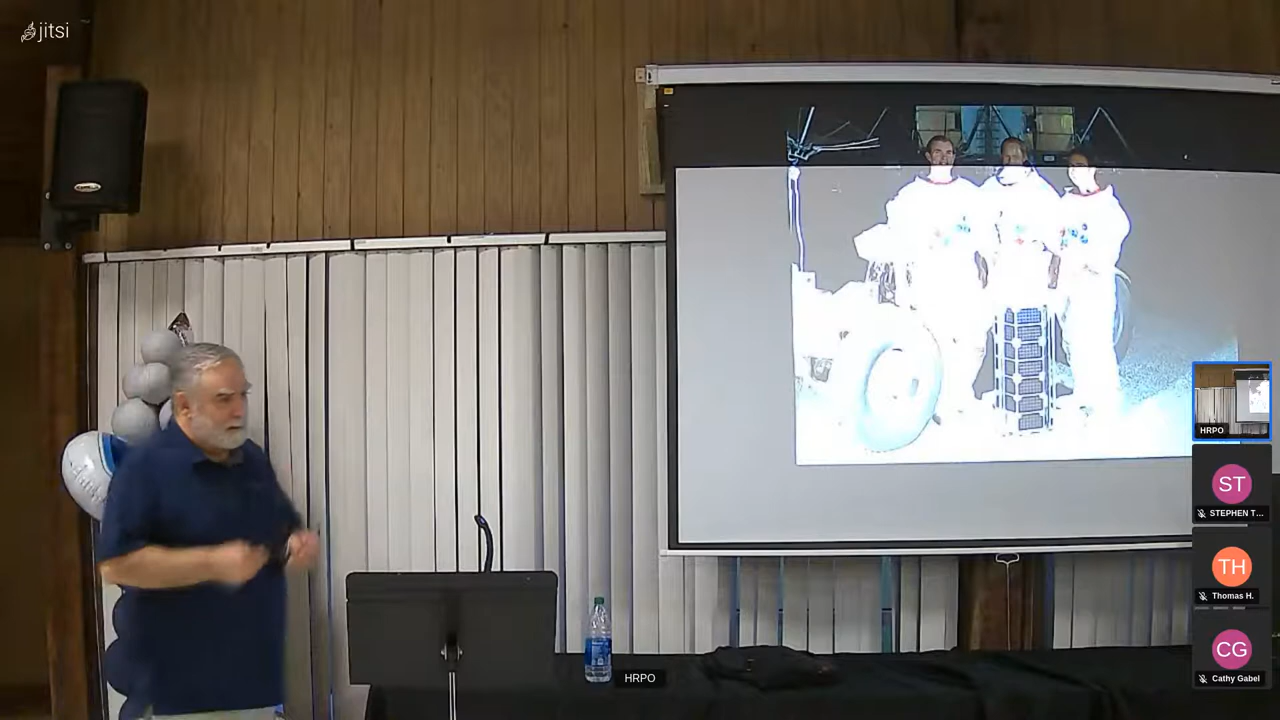 jitsi
HRPO
STEPHEN T...
ST
Thomas H.
TH
Cathy Gabel
CG
HRPO